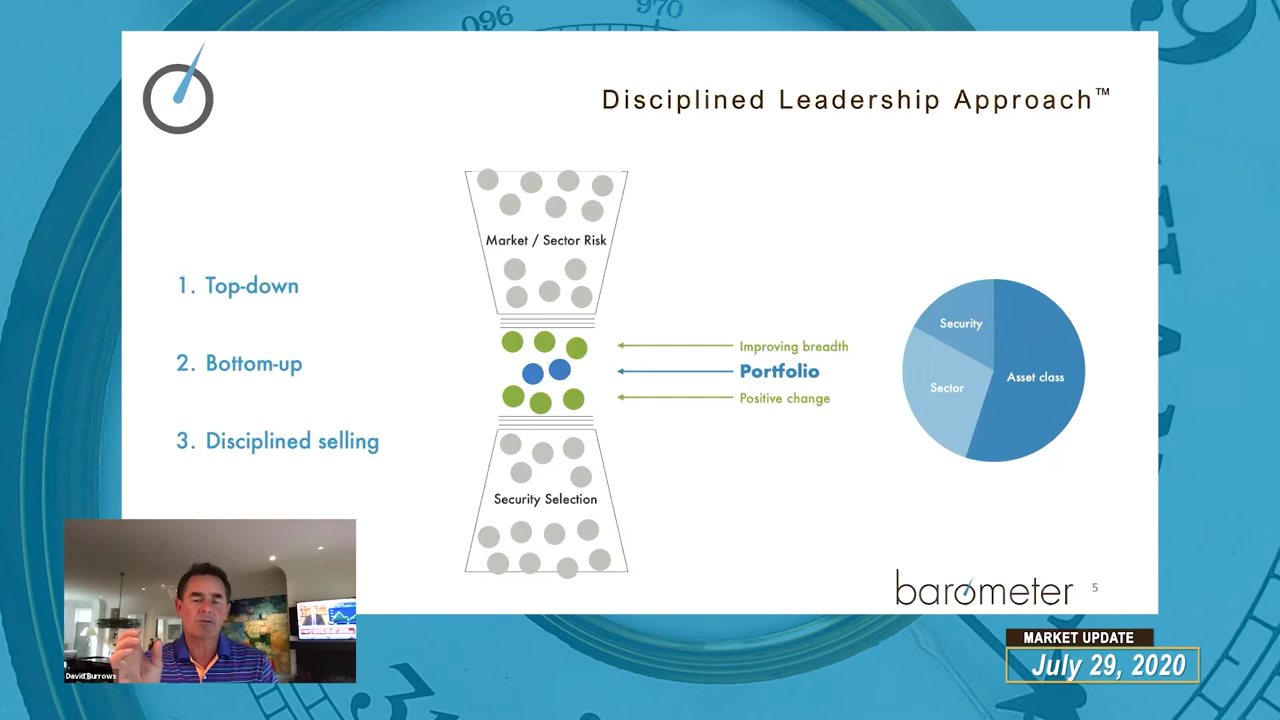 096
970
Disciplined Leadership Approach™
Market / Sector Risk
1. Top-down
2. Bottom-up
3. Disciplined selling
Improving breadth
Portfolio
Positive change
Security
Sector
Asset class
Security Selection
barometer
5
David Burrows
MARKET UPDATE
July 29, 2020